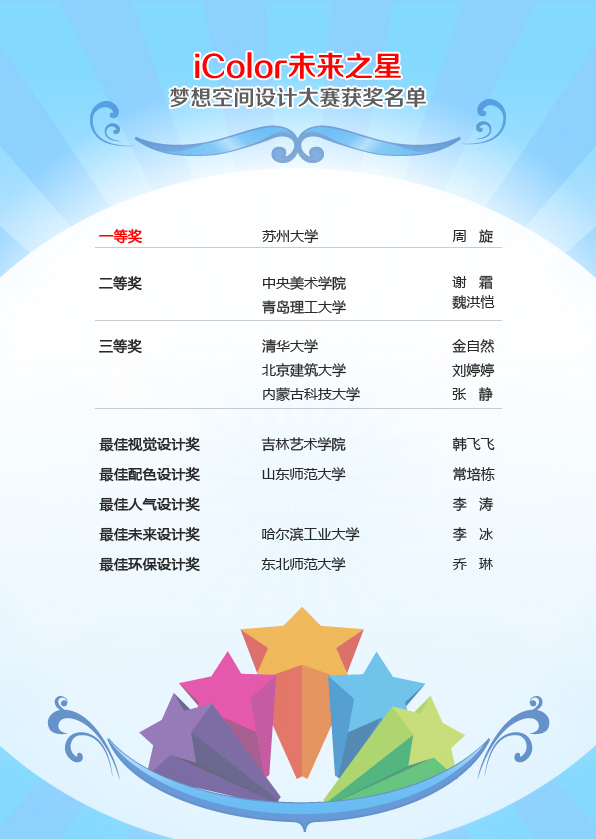 iColor未来之星
梦想空间设计大赛获奖名单
一等奖 苏州大学 周 旋
二等奖 中央美术学院 谢 霜
青岛理工大学 魏洪恺
三等奖 清华大学 金自然
北京建筑大学 刘婷婷
内蒙古科技大学 张 静
最佳视觉设计奖 吉林艺术学院 韩飞飞
最佳配色设计奖 山东师范大学 常培栋
最佳人气设计奖 李 涛
最佳未来设计奖 哈尔滨工业大学 李 冰
最佳环保设计奖 东北师范大学 乔 琳